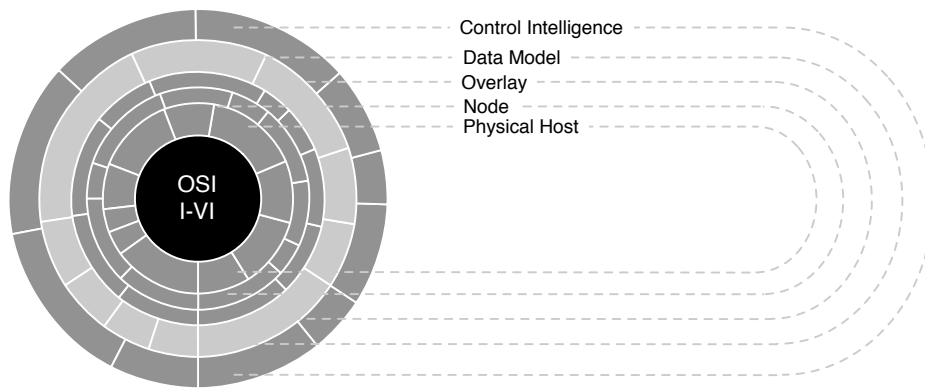 Control Intelligence
Data Model
Overlay
Node
Physical Host
OSI
I-VI